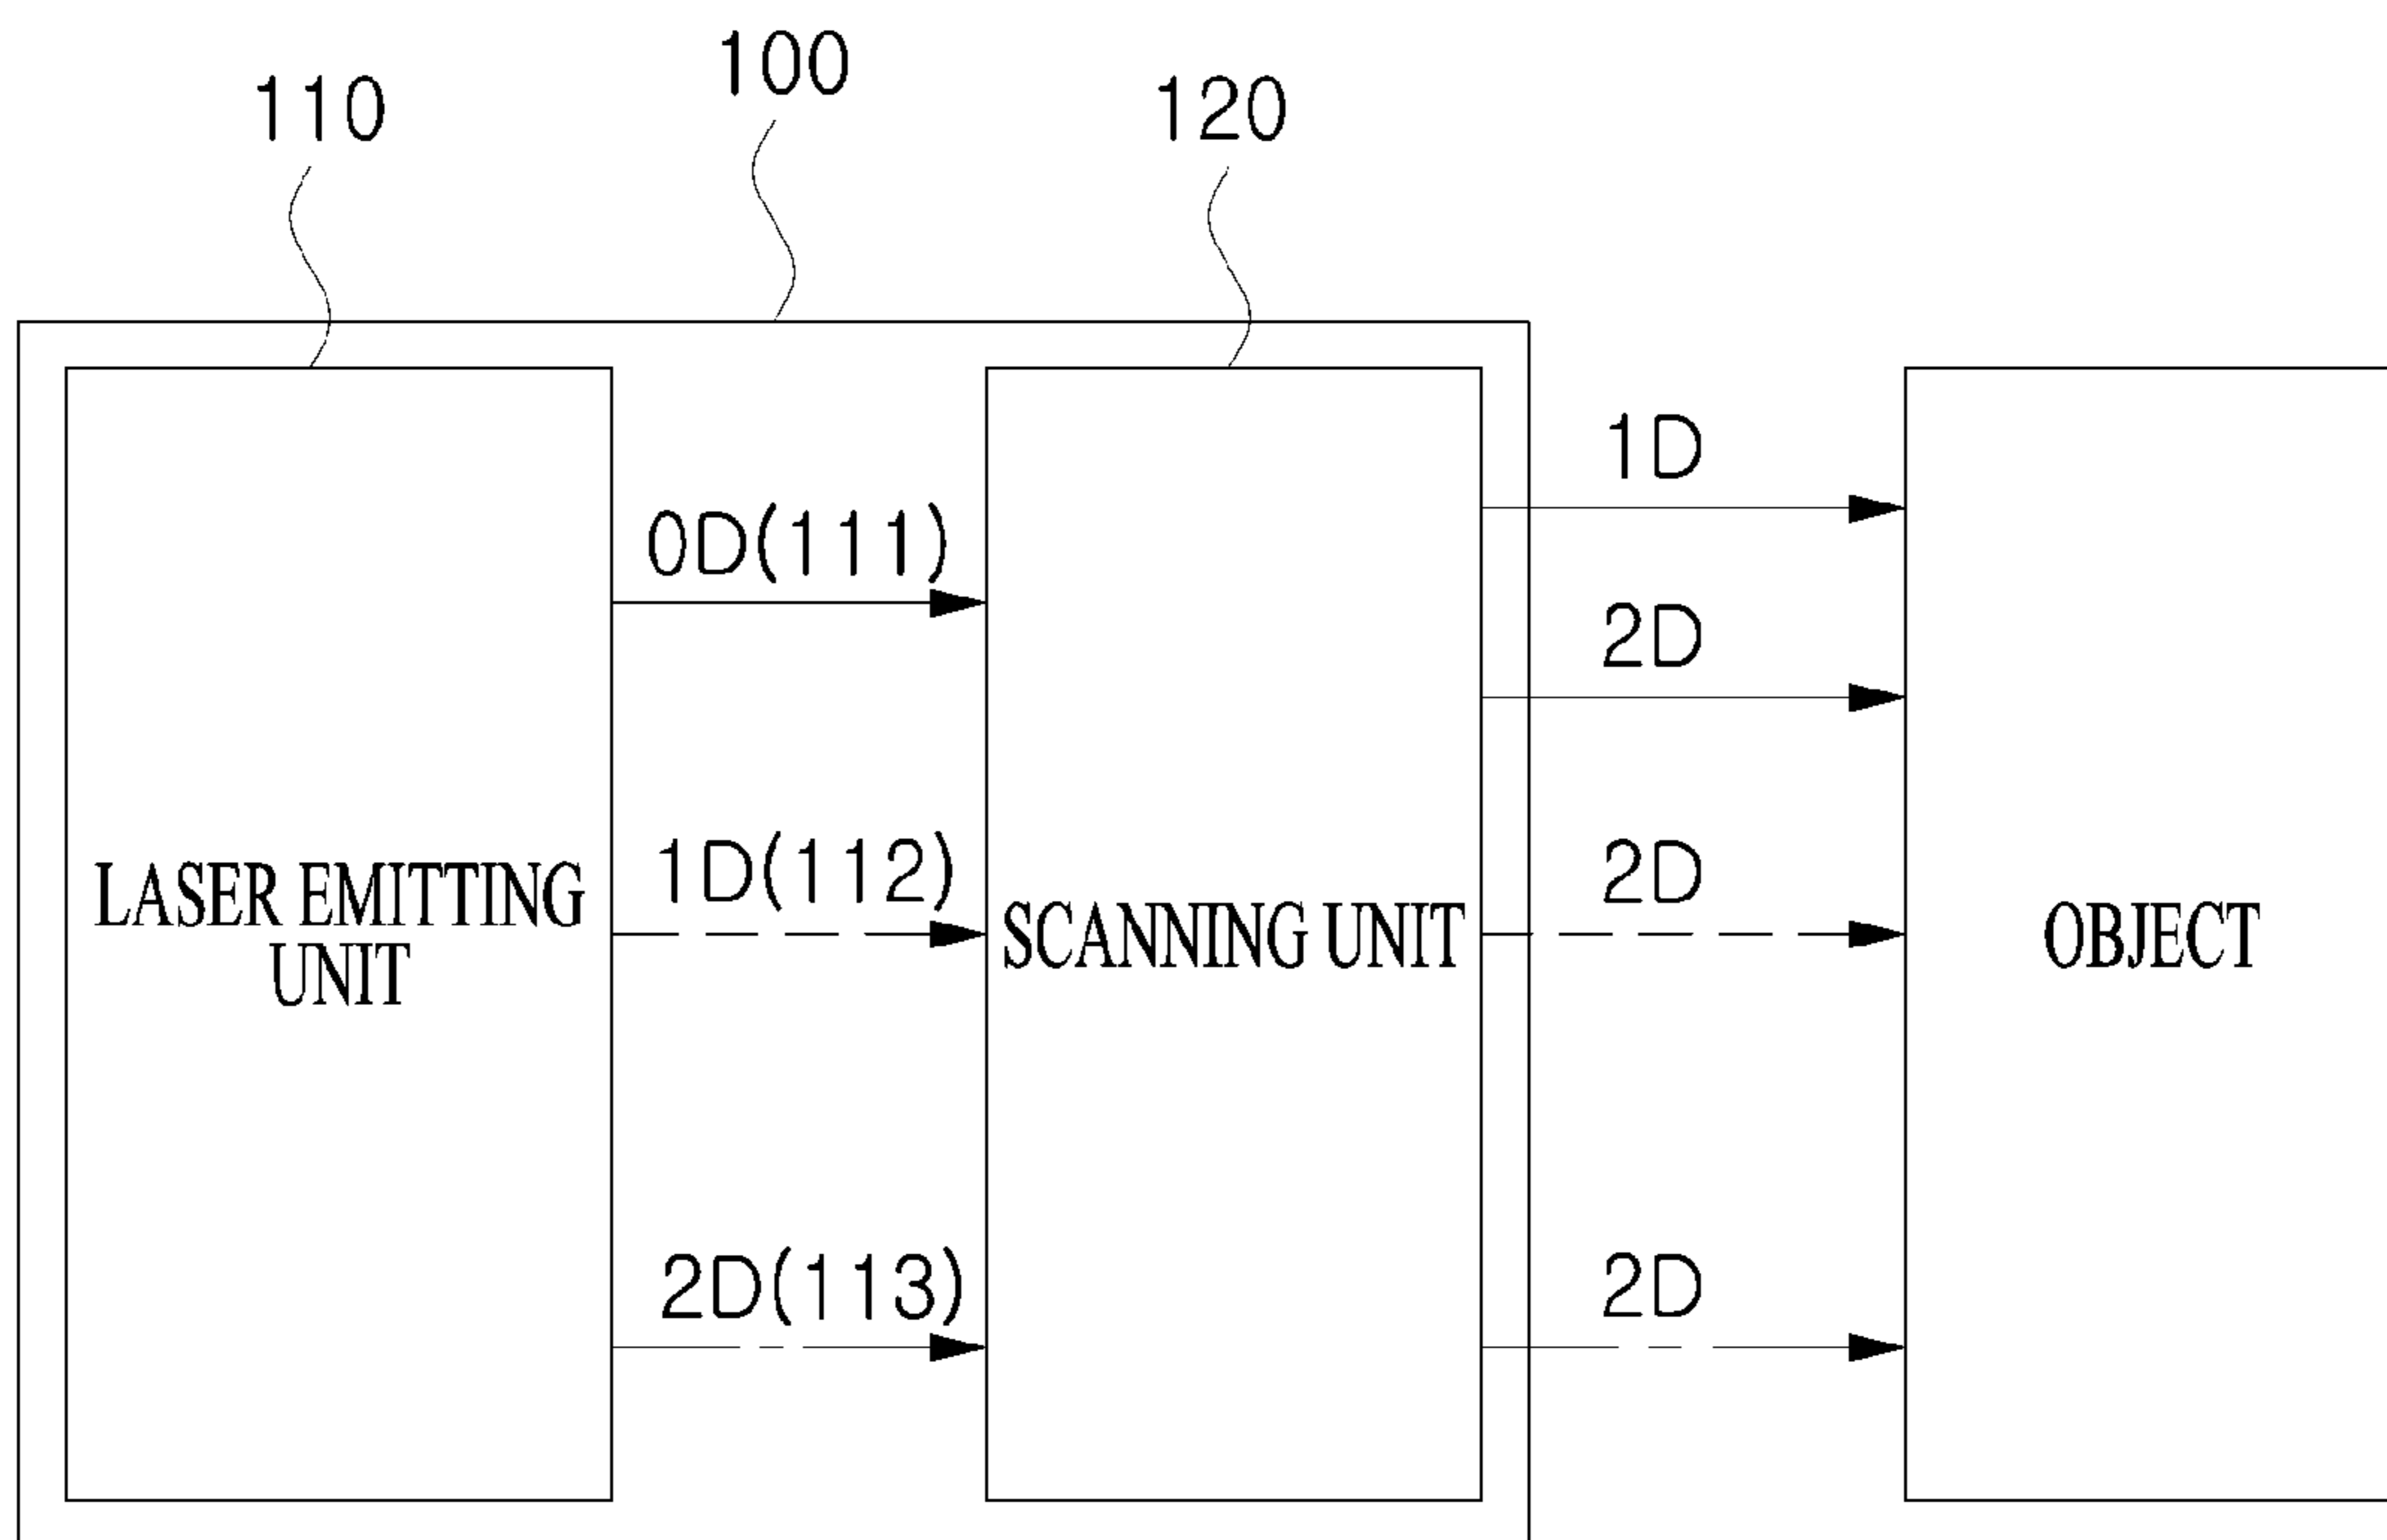 100
110
120
1D
0D(111)
2D
1D(112)
2D
LASER EMITTING
UNIT
SCANNING UNIT
OBJECT
2D(113)
2D